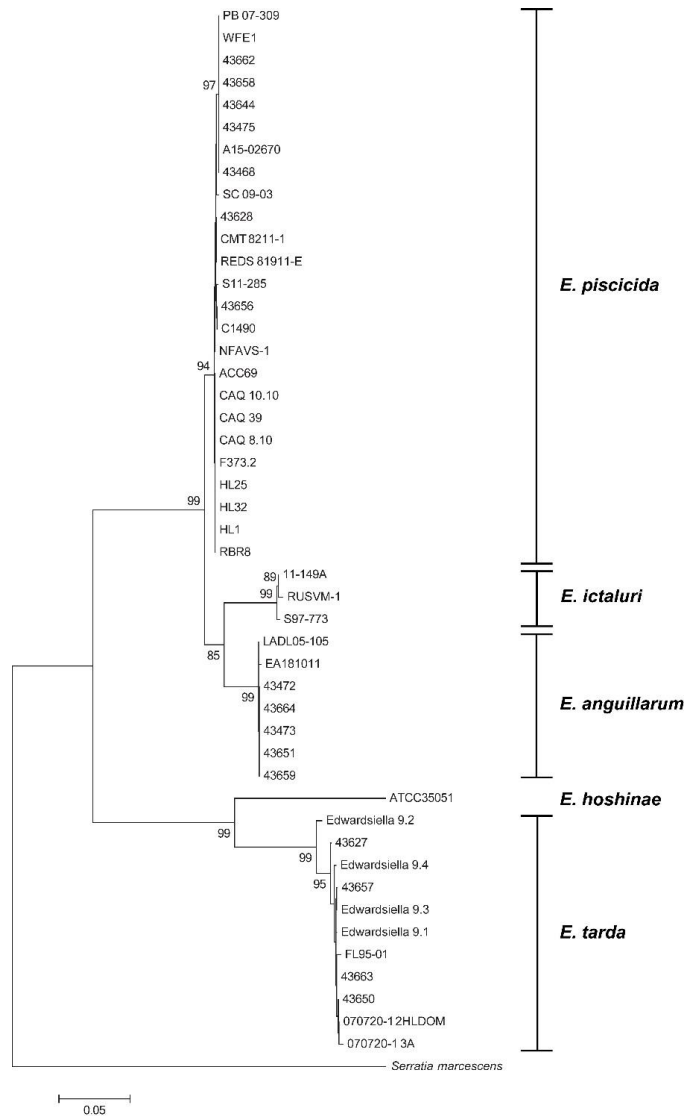 PB 07-309
WFE1
43662
43658
97
43644
43475
A15-02670
43468
SC 09-03
43628
CMT 8211-1
REDS 81911-E
S11-285
E. piscicida
43656
C1490
NFAVS-1
94
ACC69
CAQ 10.10
CAQ 39
CAQ 8.10
F373.2
HL25
99
HL32
HL1
RBR8
89
11-149A
99
RUSVM-1
E. ictaluri
S97-773
LADL05-105
85
EA181011
43472
99
43664
E. anguillarum
43473
43651
43659
ATCC35051
E. hoshinae
99
Edwardsiella 9.2
43627
99
Edwardsiella 9.4
95
43657
Edwardsiella 9.3
Edwardsiella 9.1
E. tarda
FL95-01
43663
43650
070720-1 2HLDOM
070720-1 3A
Serratia marcescens
0.05